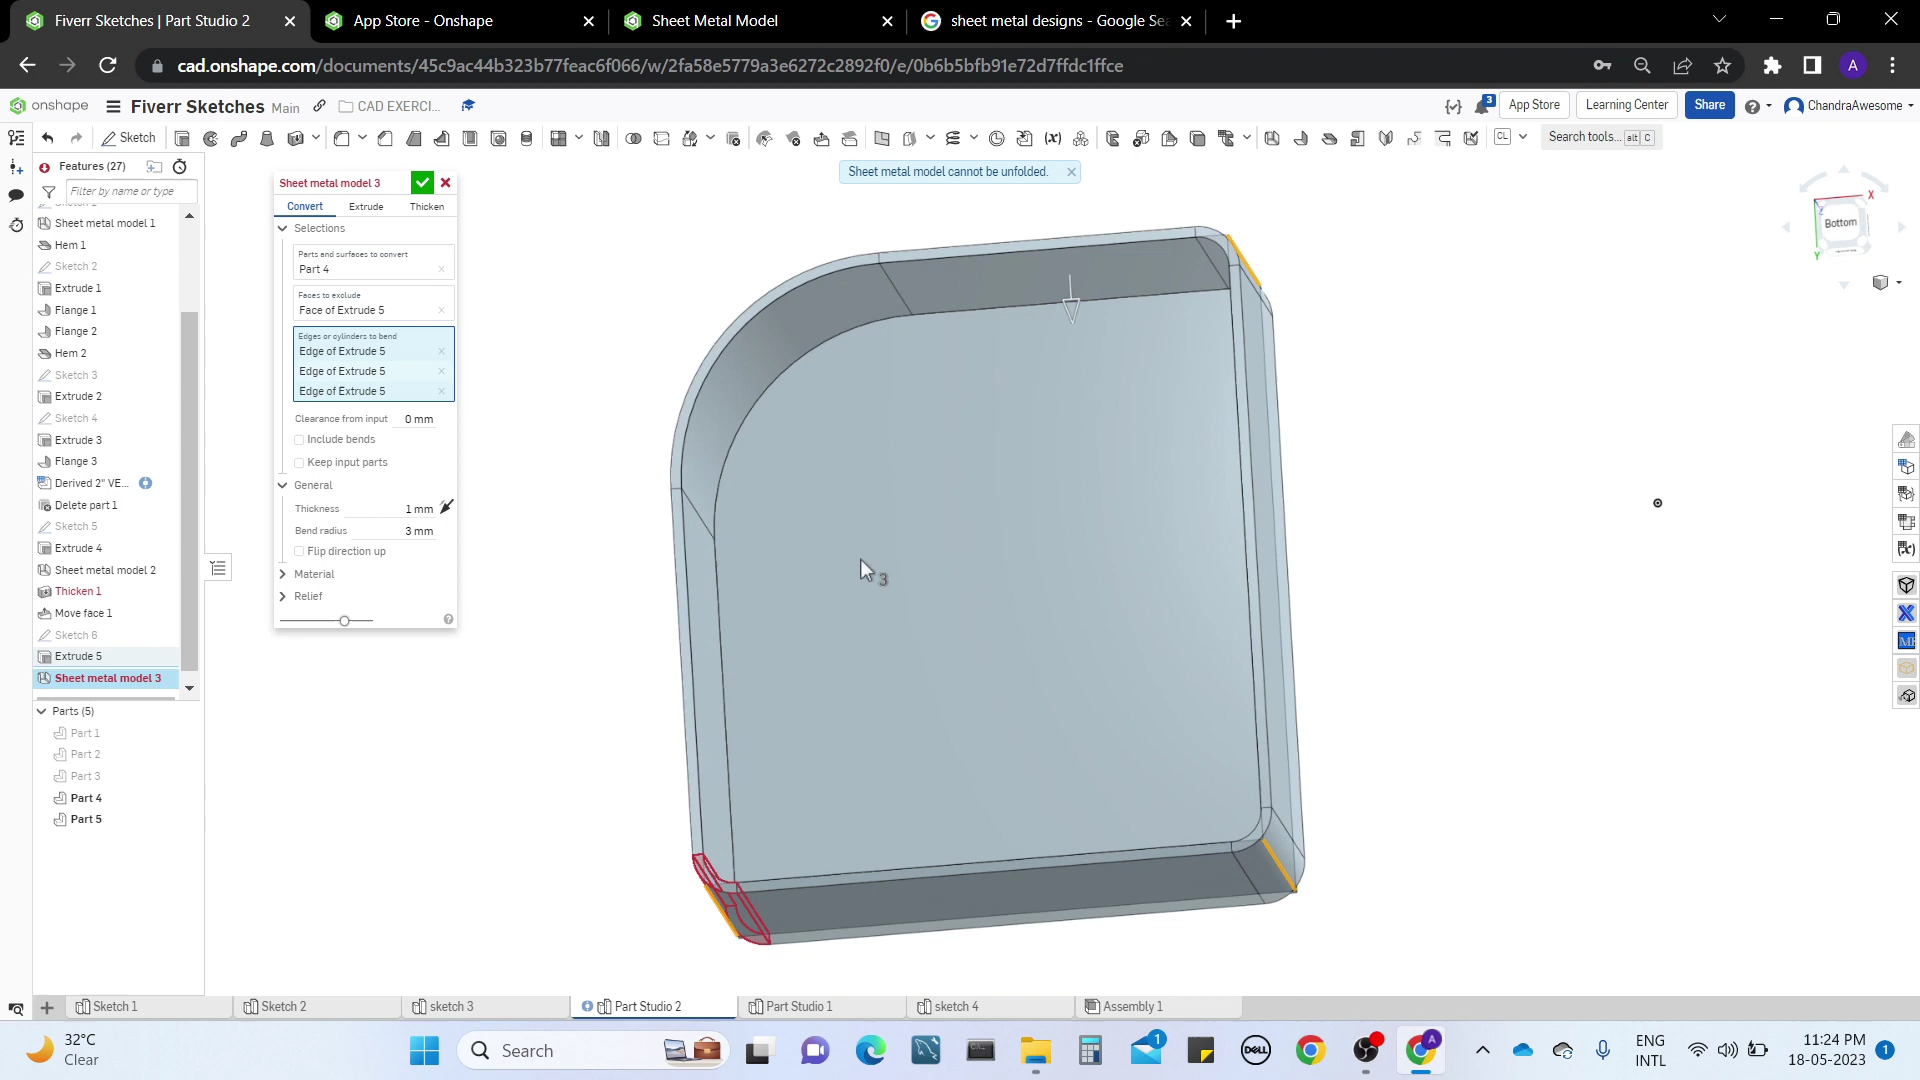 Fiverr Sketches | Part Studio 2
App Store - Onshape
Sheet Metal Model
sheet metal designs - Google Sea
cad.onshape.com/documents/45c9ac44b323b77feac6f066/w/2fa58e5779a3e6272c2892f0/e/0b6b5bfb91e72d7ffdc1ffce
A
onshape
Fiverr Sketches Main
CAD EXERCI...
3
App Store
Learning Center
Share
ChandraAwesome
Sketch
CL
Search tools... alt C
Features (27)
Filter by name or type
Sheet metal model 1
Hem 1
Sketch 2
Extrude 1
Flange 1
Flange 2
Hem 2
Sketch 3
Extrude 2
Sketch 4
Extrude 3
Flange 3
Derived 2" VE...
Delete part 1
Sketch 5
Extrude 4
Sheet metal model 2
Thicken 1
Move face 1
Sketch 6
Extrude 5
Sheet metal model 3
Parts (5)
Part 1
Part 2
Part 3
Part 4
Part 5
Sheet metal model 3
Convert Extrude Thicken
Selections
Parts and surfaces to convert
Part 4
Faces to exclude
Face of Extrude 5
Edges or cylinders to bend
Edge of Extrude 5
Edge of Extrude 5
Edge of Extrude 5
Clearance from input 0 mm
Include bends
Keep input parts
General
Thickness 1 mm
Bend radius 3 mm
Flip direction up
Material
Relief
Sheet metal model cannot be unfolded.
3
X
Z
Bottom
Y
Sketch 1
Sketch 2
sketch 3
Part Studio 2
Part Studio 1
sketch 4
Assembly 1
32°C
Clear
Search
1
DELL
A
ENG
INTL
11:24 PM
18-05-2023
1